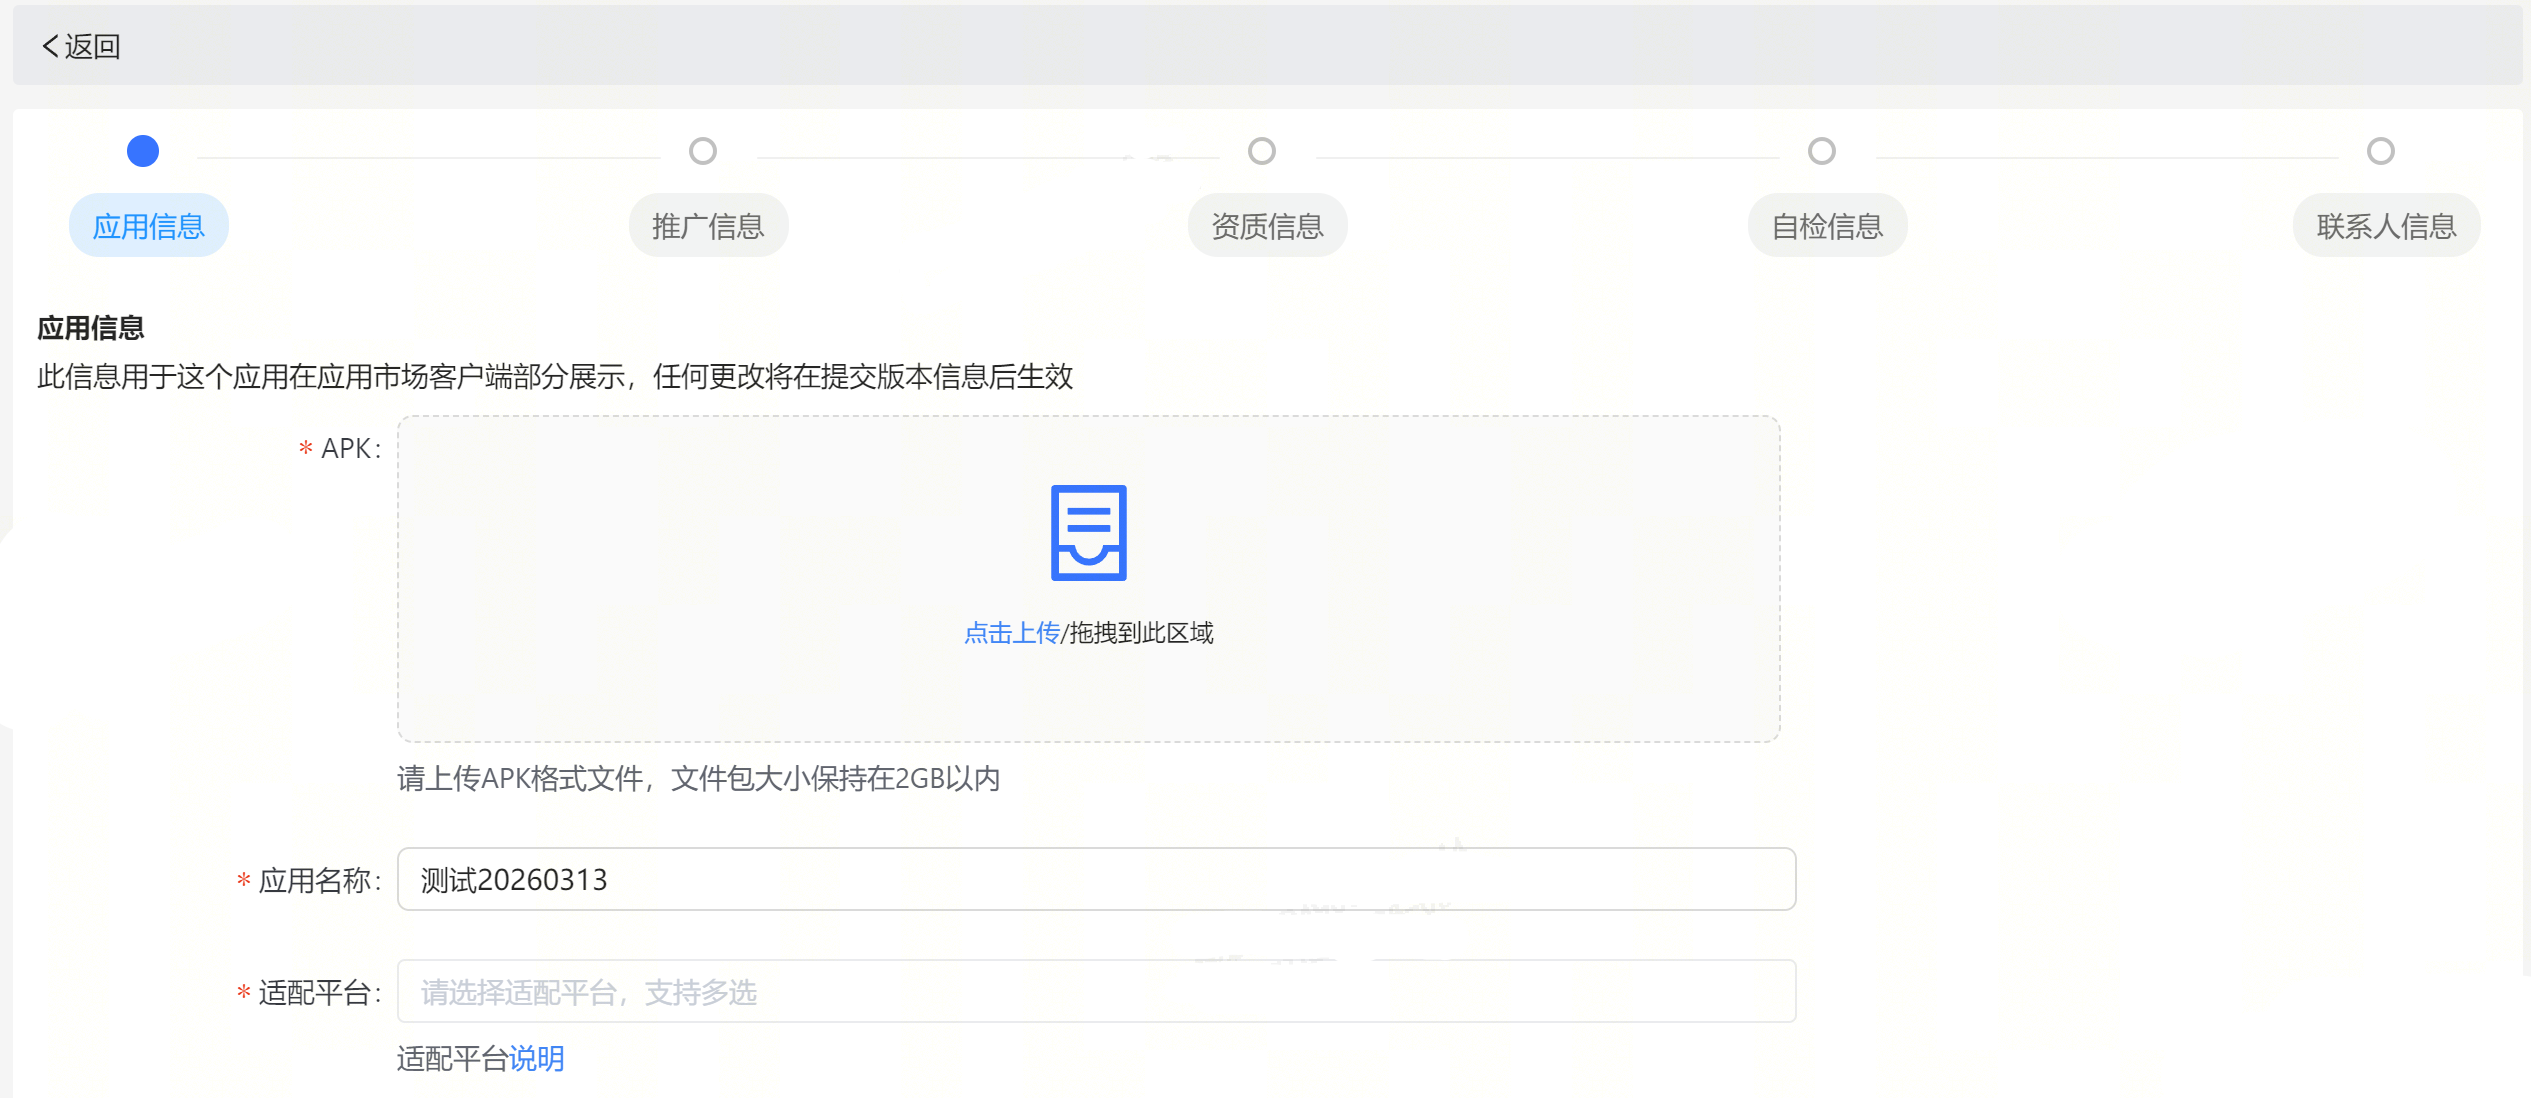 返回
应用信息
推广信息
资质信息
自检信息
联系人信息
应用信息
此信息用于这个应用在应用市场客户端部分展示，任何更改将在提交版本信息后生效
* APK:
点击上传/拖拽到此区域
请上传APK格式文件，文件包大小保持在2GB以内
* 应用名称: 测试20260313
* 适配平台: 请选择适配平台，支持多选
适配平台说明